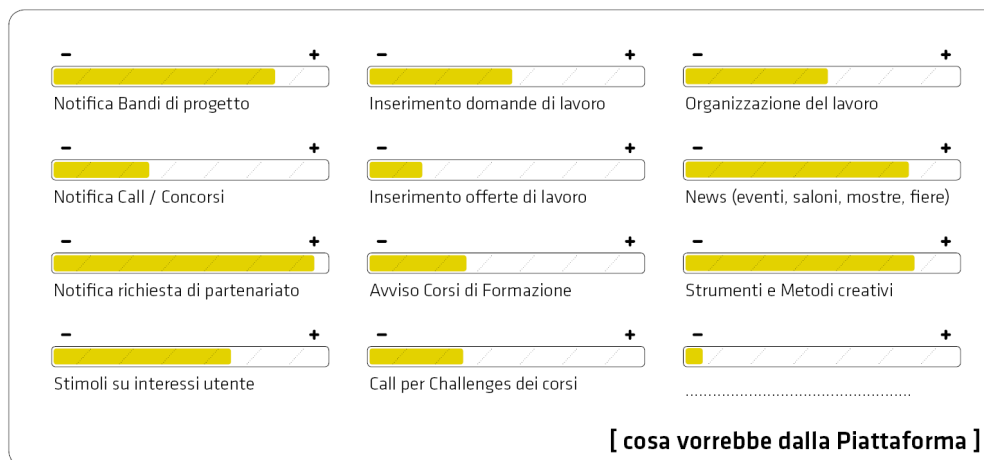 - +
- +
- +
Notifica Bandi di progetto
Inserimento domande di lavoro
Organizzazione del lavoro
- +
- +
- +
Notifica Call / Concorsi
Inserimento offerte di lavoro
News (eventi, saloni, mostre, fiere)
- +
- +
- +
Notifica richiesta di partenariato
Avviso Corsi di Formazione
Strumenti e Metodi creativi
- +
- +
- +
Stimoli su interessi utente
Call per Challenges dei corsi
.................................................
[ cosa vorrebbe dalla Piattaforma ]